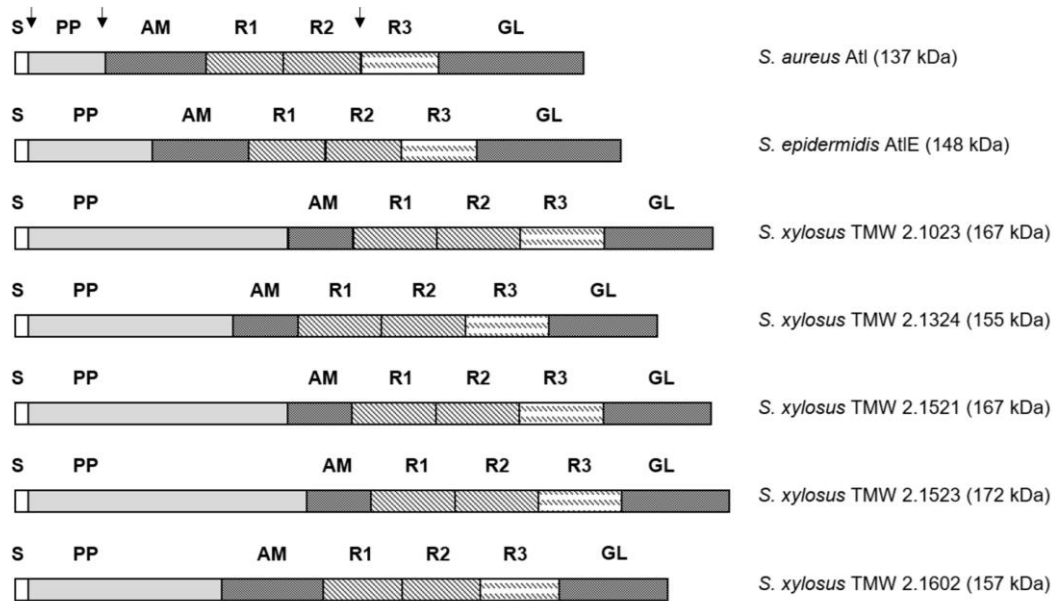 S PP AM R1 R2 R3 GL
S. aureus Atl (137 kDa)
S PP AM R1 R2 R3 GL
S. epidermidis AtlE (148 kDa)
S PP AM R1 R2 R3 GL
S. xylosus TMW 2.1023 (167 kDa)
S PP AM R1 R2 R3 GL
S. xylosus TMW 2.1324 (155 kDa)
S PP AM R1 R2 R3 GL
S. xylosus TMW 2.1521 (167 kDa)
S PP AM R1 R2 R3 GL
S. xylosus TMW 2.1523 (172 kDa)
S PP AM R1 R2 R3 GL
S. xylosus TMW 2.1602 (157 kDa)